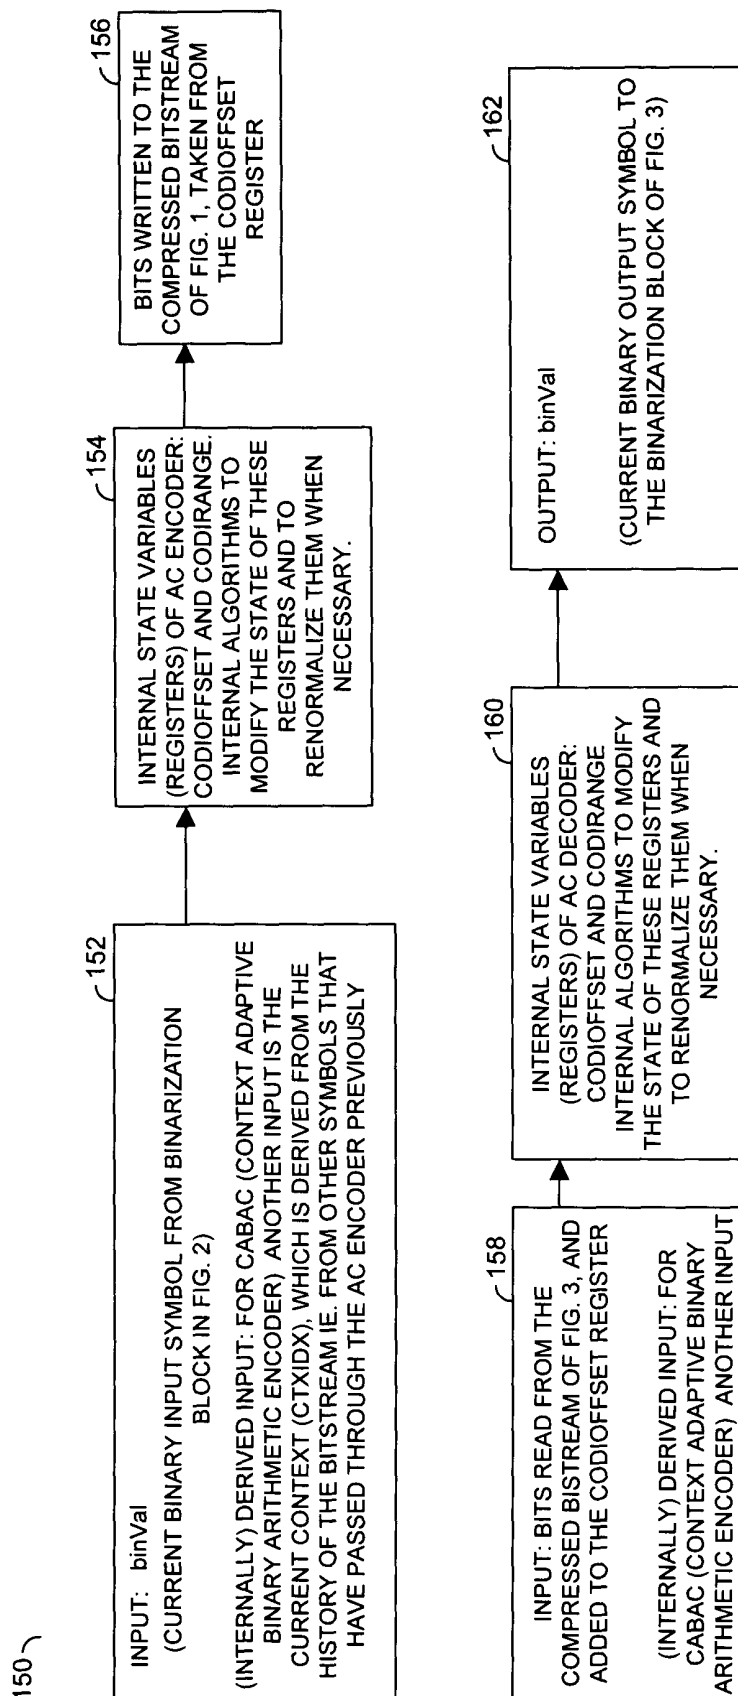 150
152
INPUT: binVal
(CURRENT BINARY INPUT SYMBOL FROM BINARIZATION
BLOCK IN FIG. 2)
(INTERNALLY) DERIVED INPUT: FOR CABAC (CONTEXT ADAPTIVE
BINARY ARITHMETIC ENCODER) ANOTHER INPUT IS THE
CURRENT CONTEXT (CTXIDX), WHICH IS DERIVED FROM THE
HISTORY OF THE BITSTREAM IE. FROM OTHER SYMBOLS THAT
HAVE PASSED THROUGH THE AC ENCODER PREVIOUSLY
154
INTERNAL STATE VARIABLES
(REGISTERS) OF AC ENCODER:
CODIOFFSET AND CODIRANGE.
INTERNAL ALGORITHMS TO
MODIFY THE STATE OF THESE
REGISTERS AND TO
RENORMALIZE THEM WHEN
NECESSARY.
156
BITS WRITTEN TO THE
COMPRESSED BITSTREAM
OF FIG. 1, TAKEN FROM
THE CODIOFFSET
REGISTER
158
INPUT: BITS READ FROM THE
COMPRESSED BISTREAM OF FIG. 3, AND
ADDED TO THE CODIOFFSET REGISTER
(INTERNALLY) DERIVED INPUT: FOR
CABAC (CONTEXT ADAPTIVE BINARY
ARITHMETIC ENCODER) ANOTHER INPUT
160
INTERNAL STATE VARIABLES
(REGISTERS) OF AC DECODER:
CODIOFFSET AND CODIRANGE
INTERNAL ALGORITHMS TO MODIFY
THE STATE OF THESE REGISTERS AND
TO RENORMALIZE THEM WHEN
NECESSARY.
162
OUTPUT: binVal
(CURRENT BINARY OUTPUT SYMBOL TO
THE BINARIZATION BLOCK OF FIG. 3)